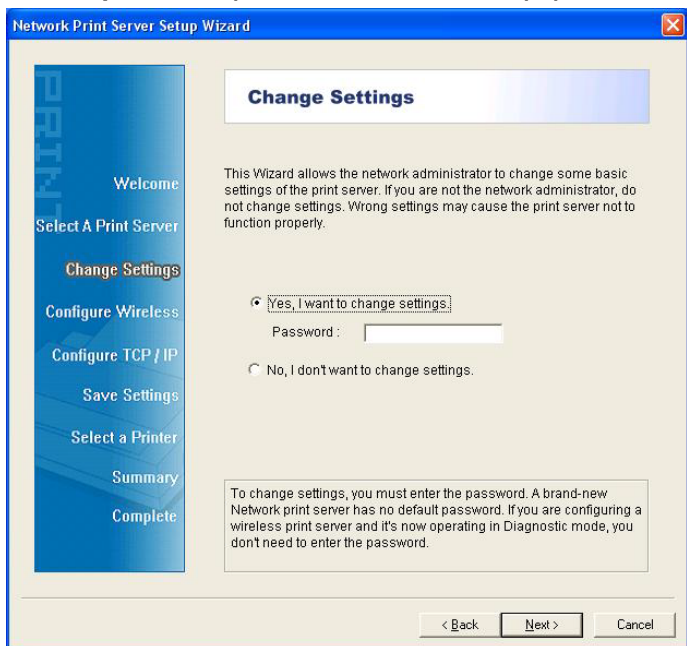 Network Print Server Setup Wizard
PRINT
Welcome
Select A Print Server
Change Settings
Configure Wireless
Configure TCP / IP
Save Settings
Select a Printer
Summary
Complete
Change Settings
This Wizard allows the network administrator to change some basic
settings of the print server. If you are not the network administrator, do
not change settings. Wrong settings may cause the print server not to
function properly.
Yes, I want to change settings.
Password :
No, I don't want to change settings.
To change settings, you must enter the password. A brand-new
Network print server has no default password. If you are configuring a
wireless print server and it's now operating in Diagnostic mode, you
don't need to enter the password.
< Back
Next >
Cancel